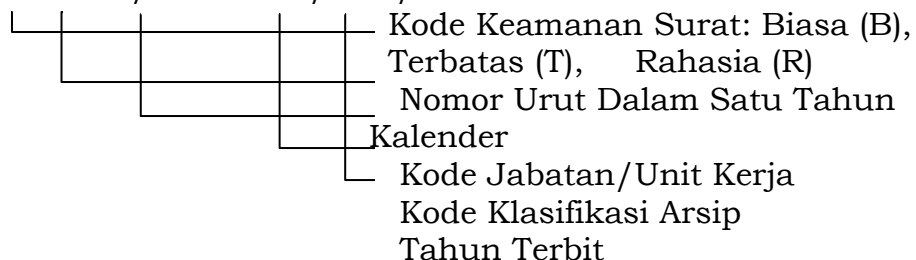 Kode Keamanan Surat: Biasa (B),
Terbatas (T), Rahasia (R)
Nomor Urut Dalam Satu Tahun
Kalender
Kode Jabatan/Unit Kerja
Kode Klasifikasi Arsip
Tahun Terbit